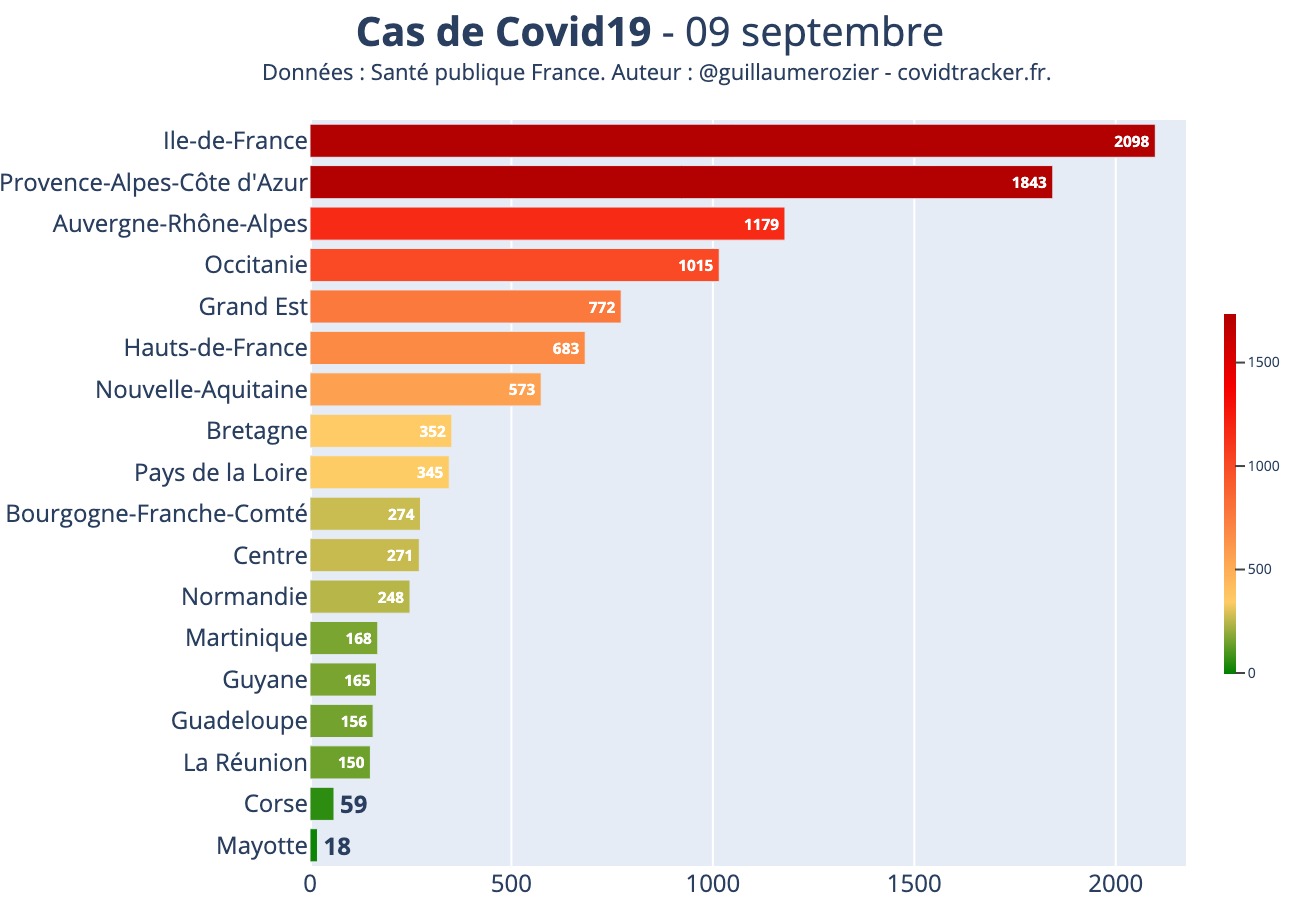 Cas de Covid19 - 09 septembre
Données : Santé publique France. Auteur : @guillaumerozier - covidtracker.fr.
Ile-de-France 2098
Provence-Alpes-Côte d'Azur 1843
Auvergne-Rhône-Alpes 1179
Occitanie 1015
Grand Est 772
Hauts-de-France 683
Nouvelle-Aquitaine 573
Bretagne 352
Pays de la Loire 345
Bourgogne-Franche-Comté 274
Centre 271
Normandie 248
Martinique 168
Guyane 165
Guadeloupe 156
La Réunion 150
Corse 59
Mayotte 18
0 500 1000 1500 2000
1500
1000
500
0